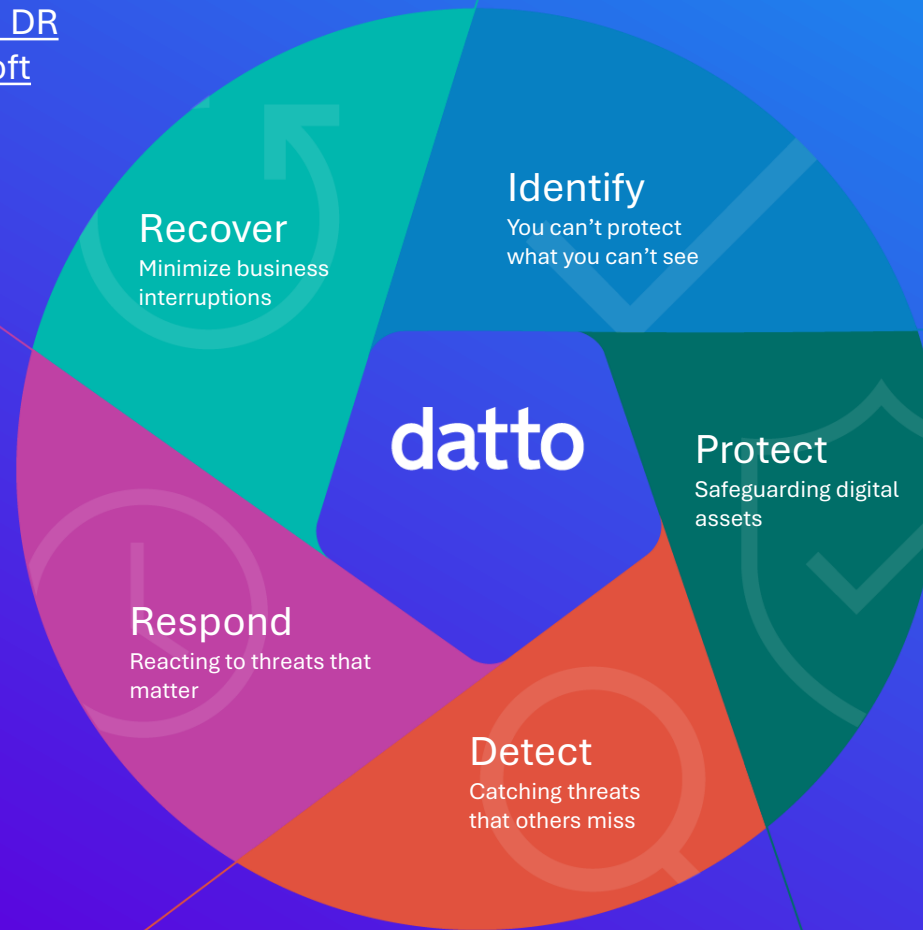 DR
oft
Identify
You can’t protect
what you can’t see
Recover
Minimize business
interruptions
datto
Protect
Safeguarding digital
assets
Respond
Reacting to threats that
matter
Detect
Catching threats
that others miss